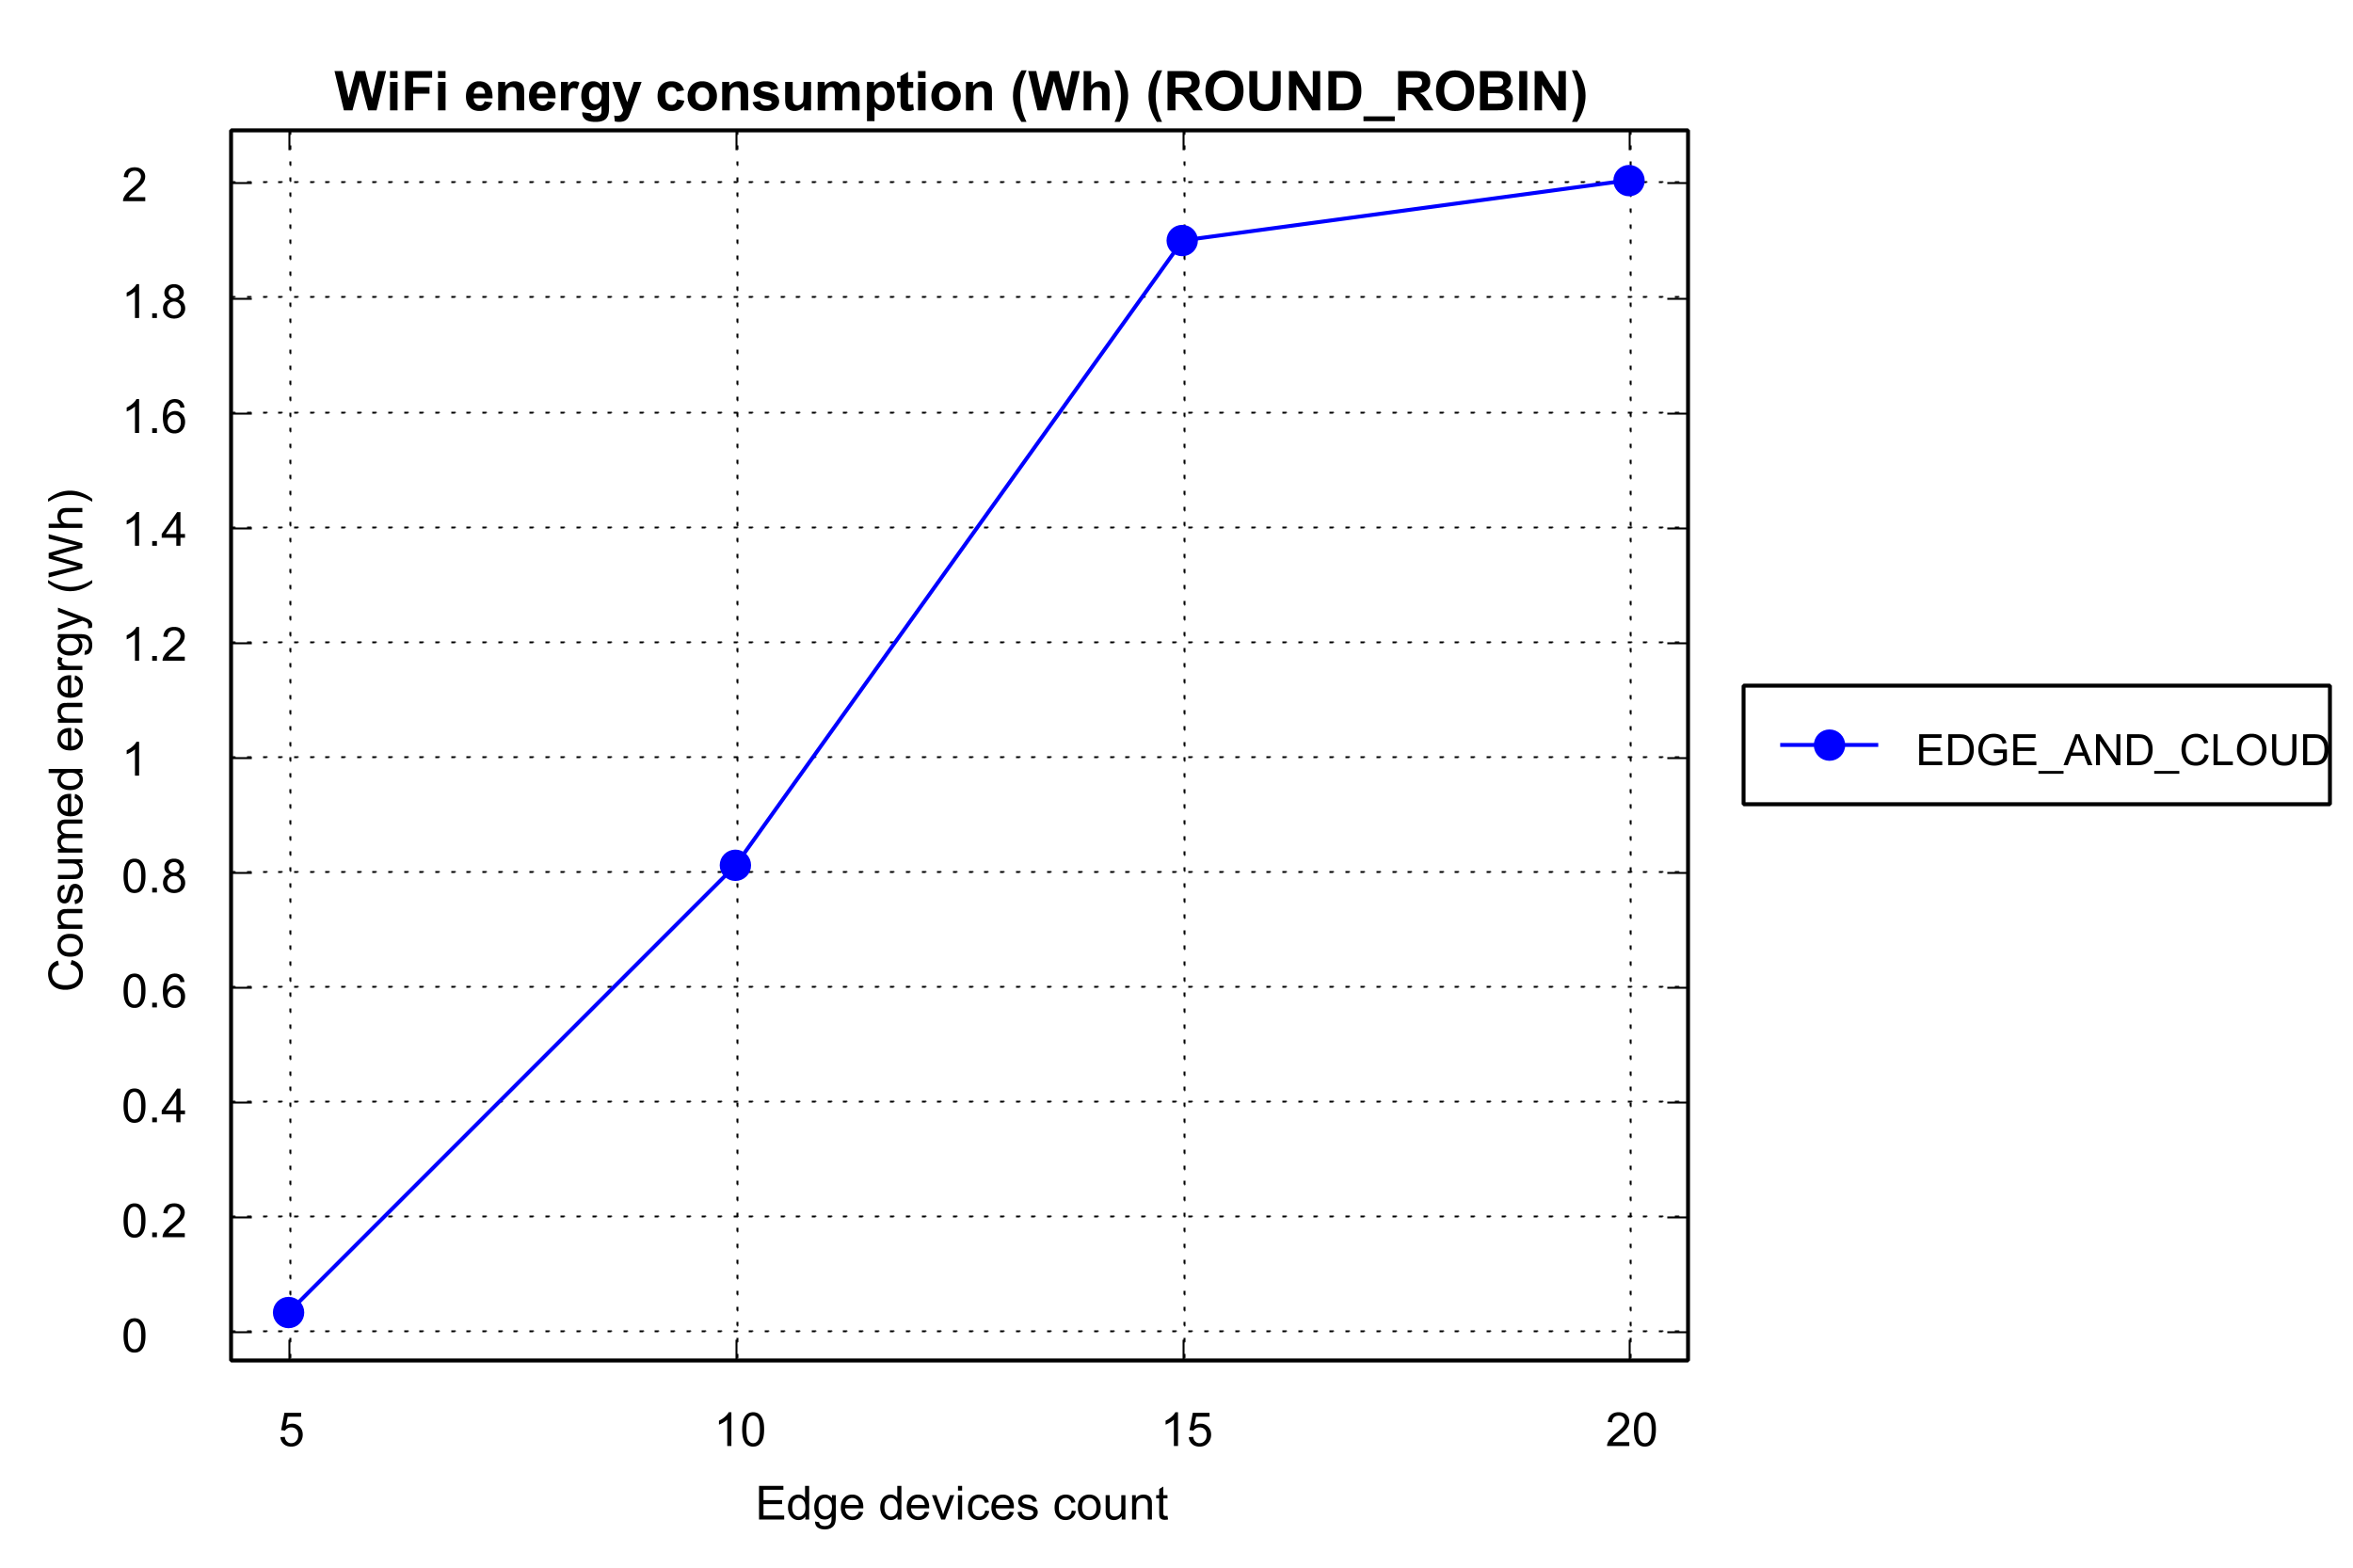 WiFi energy consumption (Wh) (ROUND_ROBIN)
2
1.8
1.6
1.4
1.2
1
0.8
0.6
0.4
0.2
0
Consumed energy (Wh)
EDGE_AND_CLOUD
5 10 15 20
Edge devices count